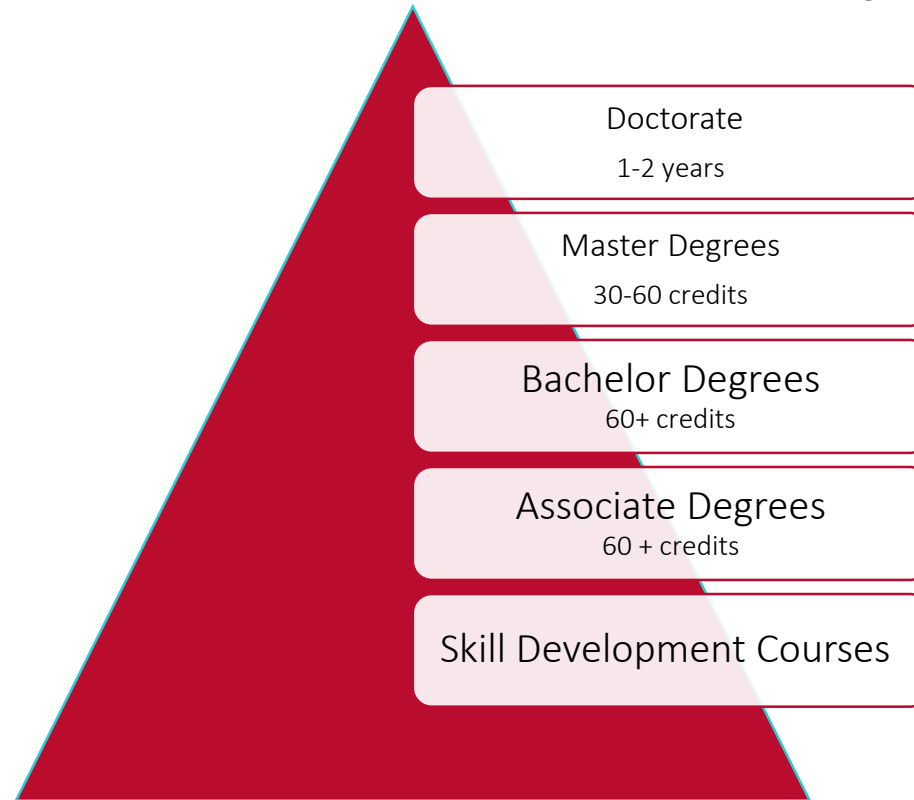 Doctorate
1-2 years
Master Degrees
30-60 credits
Bachelor Degrees
60+ credits
Associate Degrees
60 + credits
Skill Development Courses